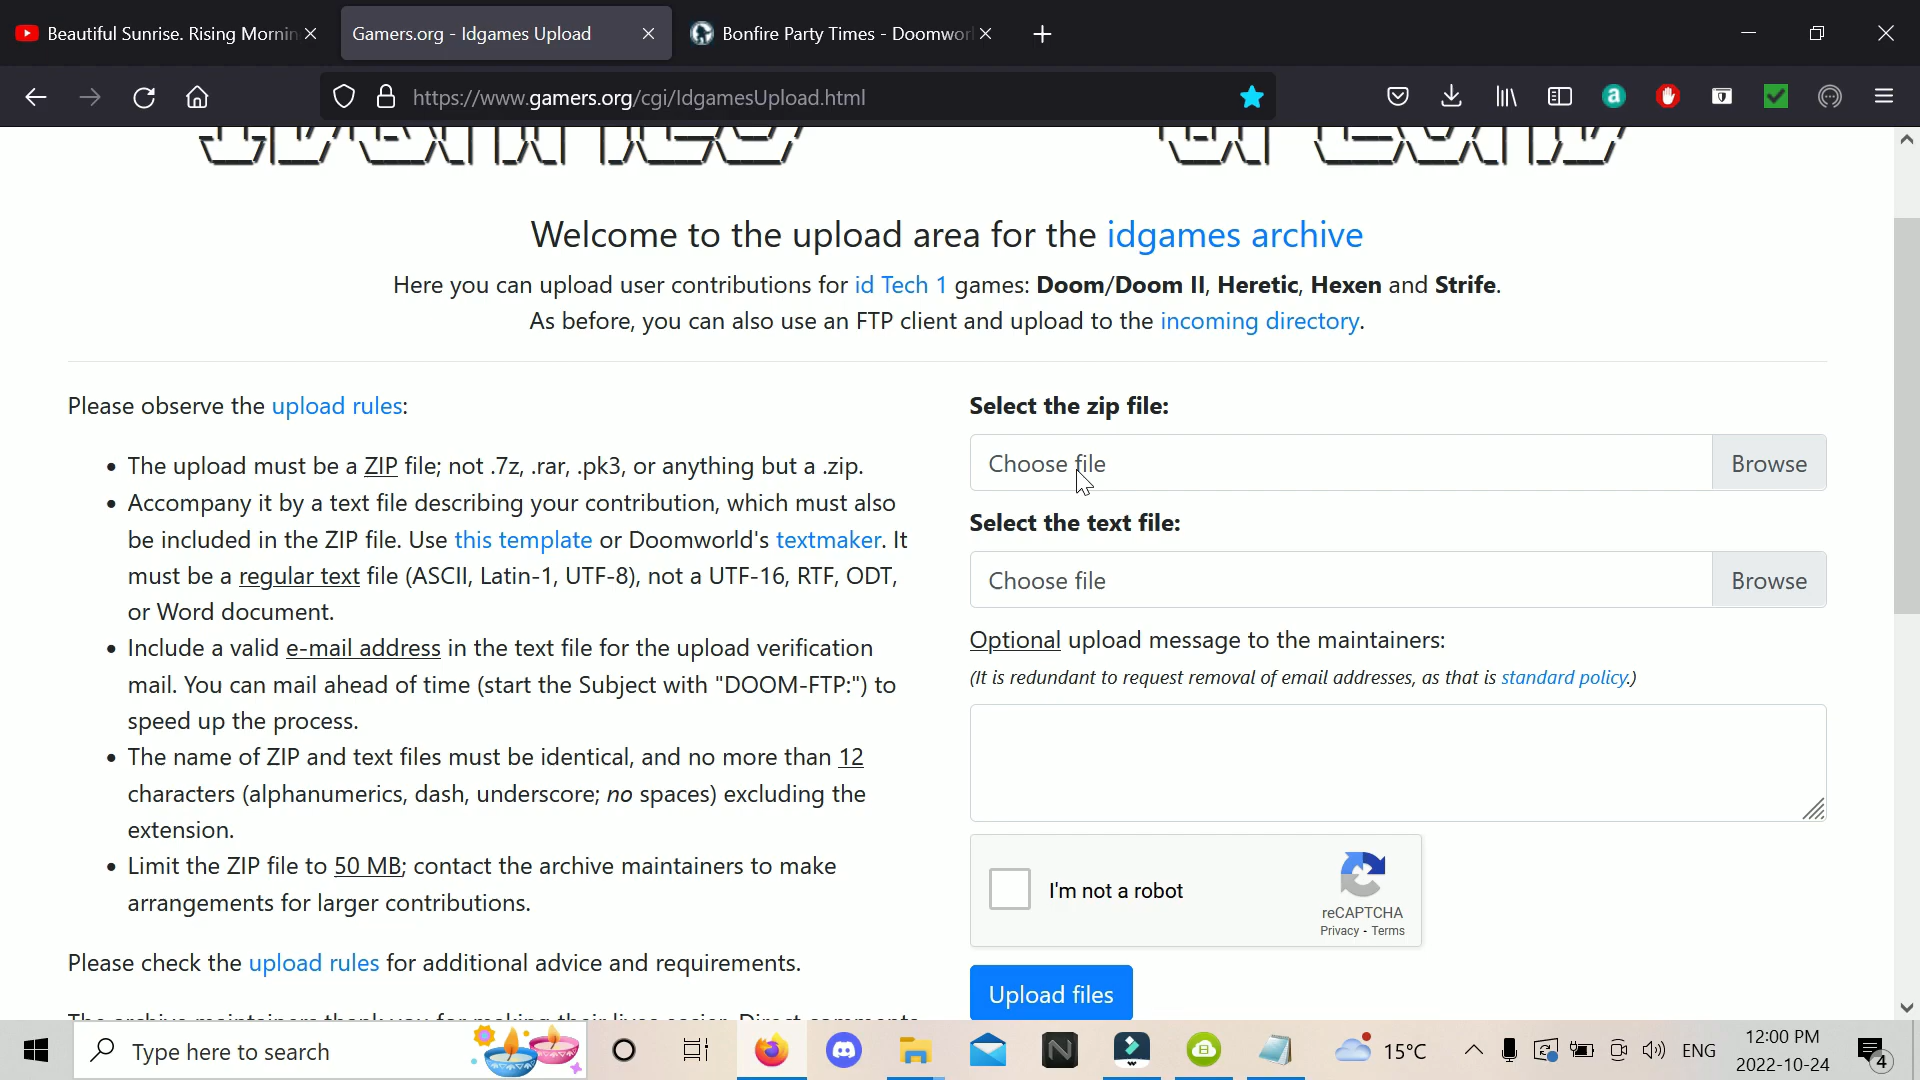 Beautiful Sunrise. Rising Mornin
Gamers.org - Idgames Upload
Bonfire Party Times - Doomworl
https://www.gamers.org/cgi/IdgamesUpload.html
Welcome to the upload area for the idgames archive
Here you can upload user contributions for id Tech 1 games: Doom/Doom II, Heretic, Hexen and Strife.
As before, you can also use an FTP client and upload to the incoming directory.
Please observe the upload rules:
• The upload must be a ZIP file; not .7z, .rar, .pk3, or anything but a .zip.
• Accompany it by a text file describing your contribution, which must also
be included in the ZIP file. Use this template or Doomworld's textmaker. It
must be a regular text file (ASCII, Latin-1, UTF-8), not a UTF-16, RTF, ODT,
or Word document.
• Include a valid e-mail address in the text file for the upload verification
mail. You can mail ahead of time (start the Subject with "DOOM-FTP:") to
speed up the process.
• The name of ZIP and text files must be identical, and no more than 12
characters (alphanumerics, dash, underscore; no spaces) excluding the
extension.
• Limit the ZIP file to 50 MB; contact the archive maintainers to make
arrangements for larger contributions.
Please check the upload rules for additional advice and requirements.
Select the zip file:
Choose file
Browse
Select the text file:
Choose file
Browse
Optional upload message to the maintainers:
(It is redundant to request removal of email addresses, as that is standard policy.)
I'm not a robot
reCAPTCHA
Privacy - Terms
Upload files
Type here to search
15°C
ENG
12:00 PM
2022-10-24
4